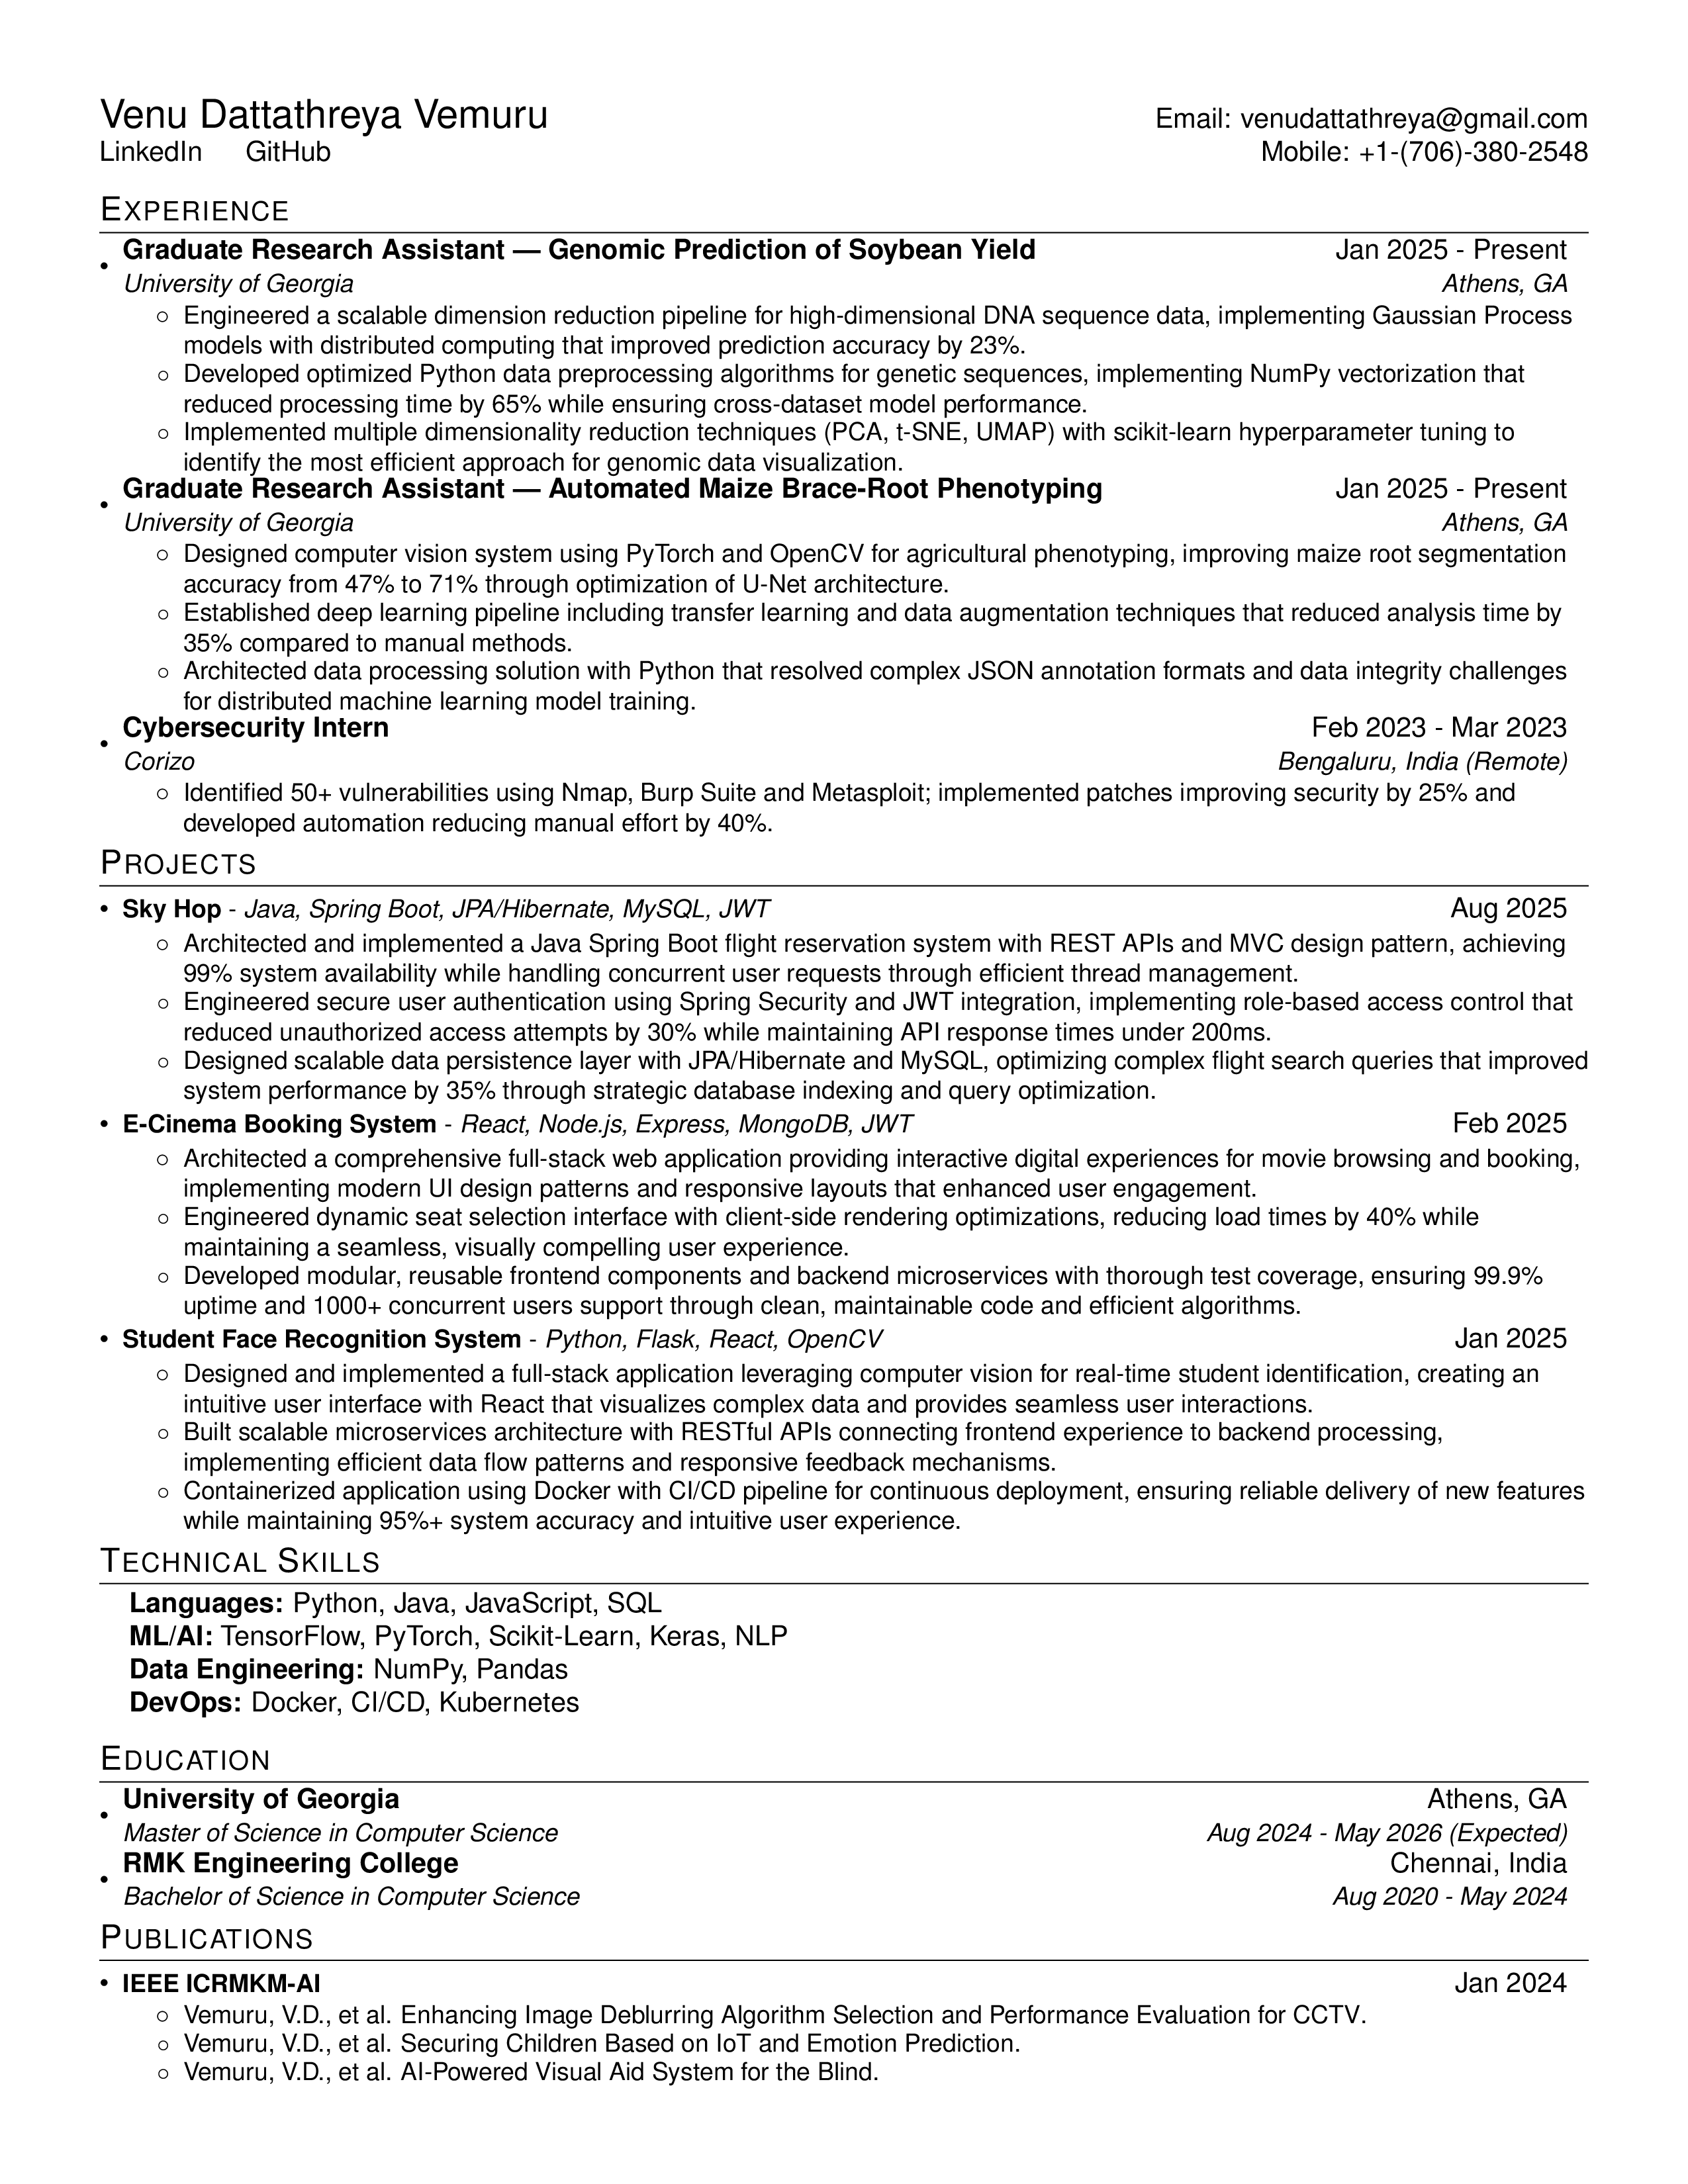 Venu Dattathreya Vemuru
Email: venudattathreya@gmail.com
LinkedIn GitHub
Mobile: +1-(706)-380-2548
EXPERIENCE
• Graduate Research Assistant — Genomic Prediction of Soybean Yield Jan 2025 - Present
University of Georgia Athens, GA
○ Engineered a scalable dimension reduction pipeline for high-dimensional DNA sequence data, implementing Gaussian Process
models with distributed computing that improved prediction accuracy by 23%.
○ Developed optimized Python data preprocessing algorithms for genetic sequences, implementing NumPy vectorization that
reduced processing time by 65% while ensuring cross-dataset model performance.
○ Implemented multiple dimensionality reduction techniques (PCA, t-SNE, UMAP) with scikit-learn hyperparameter tuning to
identify the most efficient approach for genomic data visualization.
• Graduate Research Assistant — Automated Maize Brace-Root Phenotyping Jan 2025 - Present
University of Georgia Athens, GA
○ Designed computer vision system using PyTorch and OpenCV for agricultural phenotyping, improving maize root segmentation
accuracy from 47% to 71% through optimization of U-Net architecture.
○ Established deep learning pipeline including transfer learning and data augmentation techniques that reduced analysis time by
35% compared to manual methods.
○ Architected data processing solution with Python that resolved complex JSON annotation formats and data integrity challenges
for distributed machine learning model training.
• Cybersecurity Intern Feb 2023 - Mar 2023
Corizo Bengaluru, India (Remote)
○ Identified 50+ vulnerabilities using Nmap, Burp Suite and Metasploit; implemented patches improving security by 25% and
developed automation reducing manual effort by 40%.
PROJECTS
• Sky Hop - Java, Spring Boot, JPA/Hibernate, MySQL, JWT Aug 2025
○ Architected and implemented a Java Spring Boot flight reservation system with REST APIs and MVC design pattern, achieving
99% system availability while handling concurrent user requests through efficient thread management.
○ Engineered secure user authentication using Spring Security and JWT integration, implementing role-based access control that
reduced unauthorized access attempts by 30% while maintaining API response times under 200ms.
○ Designed scalable data persistence layer with JPA/Hibernate and MySQL, optimizing complex flight search queries that improved
system performance by 35% through strategic database indexing and query optimization.
• E-Cinema Booking System - React, Node.js, Express, MongoDB, JWT Feb 2025
○ Architected a comprehensive full-stack web application providing interactive digital experiences for movie browsing and booking,
implementing modern UI design patterns and responsive layouts that enhanced user engagement.
○ Engineered dynamic seat selection interface with client-side rendering optimizations, reducing load times by 40% while
maintaining a seamless, visually compelling user experience.
○ Developed modular, reusable frontend components and backend microservices with thorough test coverage, ensuring 99.9%
uptime and 1000+ concurrent users support through clean, maintainable code and efficient algorithms.
• Student Face Recognition System - Python, Flask, React, OpenCV Jan 2025
○ Designed and implemented a full-stack application leveraging computer vision for real-time student identification, creating an
intuitive user interface with React that visualizes complex data and provides seamless user interactions.
○ Built scalable microservices architecture with RESTful APIs connecting frontend experience to backend processing,
implementing efficient data flow patterns and responsive feedback mechanisms.
○ Containerized application using Docker with CI/CD pipeline for continuous deployment, ensuring reliable delivery of new features
while maintaining 95%+ system accuracy and intuitive user experience.
TECHNICAL SKILLS
Languages: Python, Java, JavaScript, SQL
ML/AI: TensorFlow, PyTorch, Scikit-Learn, Keras, NLP
Data Engineering: NumPy, Pandas
DevOps: Docker, CI/CD, Kubernetes
EDUCATION
• University of Georgia Athens, GA
Master of Science in Computer Science Aug 2024 - May 2026 (Expected)
• RMK Engineering College Chennai, India
Bachelor of Science in Computer Science Aug 2020 - May 2024
PUBLICATIONS
• IEEE ICRMKM-AI Jan 2024
○ Vemuru, V.D., et al. Enhancing Image Deblurring Algorithm Selection and Performance Evaluation for CCTV.
○ Vemuru, V.D., et al. Securing Children Based on IoT and Emotion Prediction.
○ Vemuru, V.D., et al. AI-Powered Visual Aid System for the Blind.